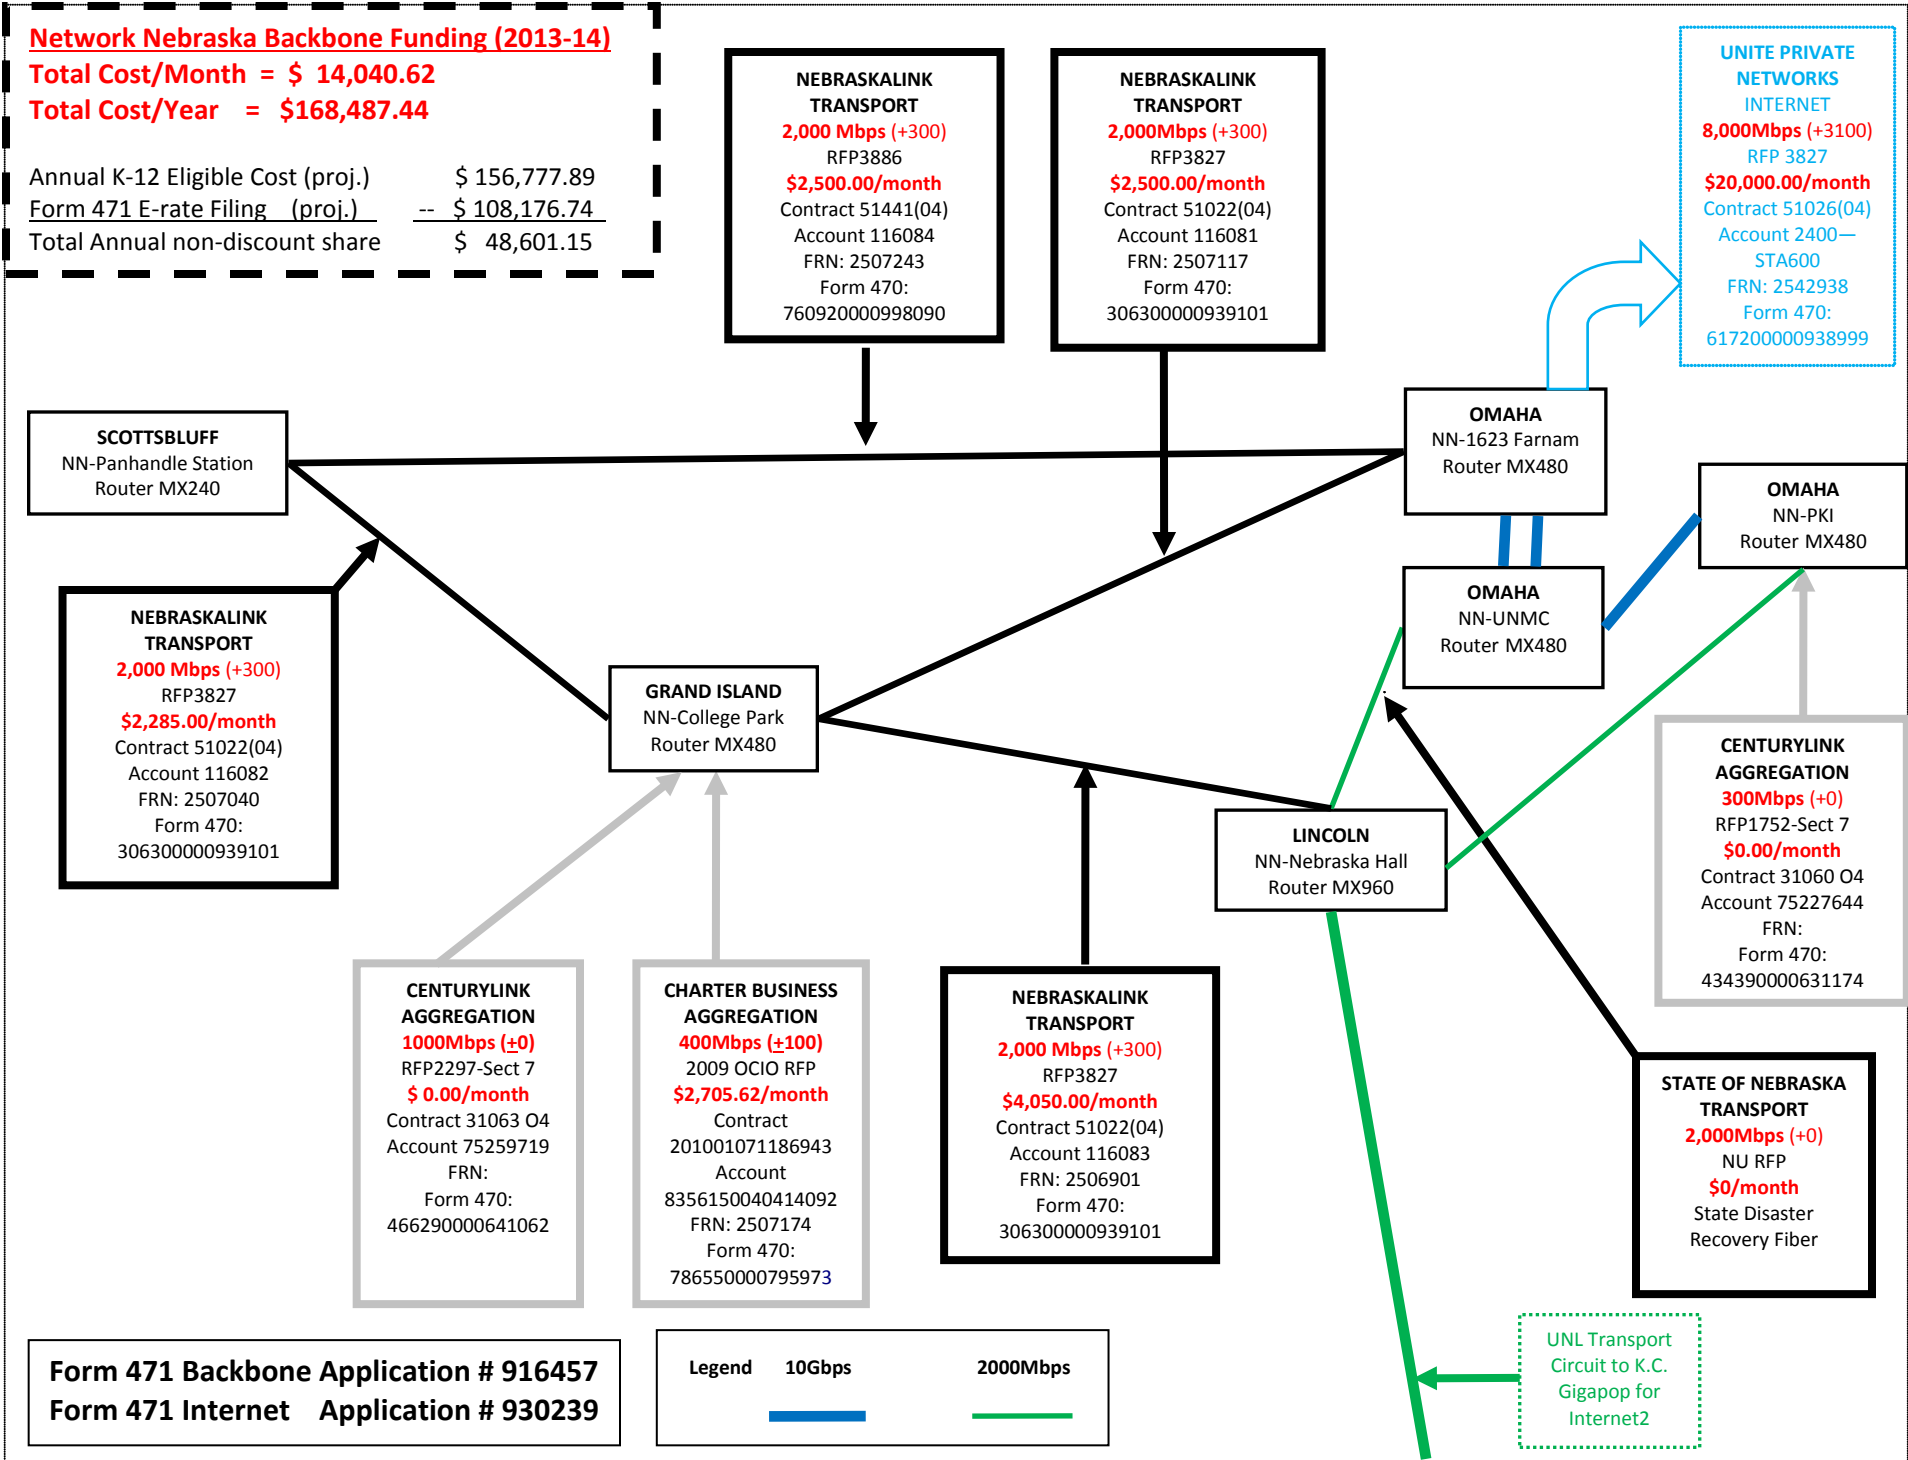 Network Nebraska Backbone Funding (2013-14)
Total Cost/Month = $ 14,040.62
Total Cost/Year = $168,487.44
Annual K-12 Eligible Cost (proj.) $ 156,777.89
Form 471 E-rate Filing (proj.) -- $ 108,176.74
Total Annual non-discount share $ 48,601.15
NEBRASKALINK
TRANSPORT
2,000 Mbps (+300)
RFP3886
$2,500.00/month
Contract 51441(04)
Account 116084
FRN: 2507243
Form 470:
760920000998090
NEBRASKALINK
TRANSPORT
2,000Mbps (+300)
RFP3827
$2,500.00/month
Contract 51022(04)
Account 116081
FRN: 2507117
Form 470:
306300000939101
UNITE PRIVATE
NETWORKS
INTERNET
8,000Mbps (+3100)
RFP 3827
$20,000.00/month
Contract 51026(04)
Account 2400—
STA600
FRN: 2542938
Form 470:
617200000938999
SCOTTSBLUFF
NN-Panhandle Station
Router MX240
OMAHA
NN-1623 Farnam
Router MX480
OMAHA
NN-PKI
Router MX480
OMAHA
NN-UNMC
Router MX480
NEBRASKALINK
TRANSPORT
2,000 Mbps (+300)
RFP3827
$2,285.00/month
Contract 51022(04)
Account 116082
FRN: 2507040
Form 470:
306300000939101
GRAND ISLAND
NN-College Park
Router MX480
LINCOLN
NN-Nebraska Hall
Router MX960
CENTURYLINK
AGGREGATION
300Mbps (+0)
RFP1752-Sect 7
$0.00/month
Contract 31060 O4
Account 75227644
FRN:
Form 470:
434390000631174
CENTURYLINK
AGGREGATION
1000Mbps (+0)
RFP2297-Sect 7
$ 0.00/month
Contract 31063 O4
Account 75259719
FRN:
Form 470:
466290000641062
CHARTER BUSINESS
AGGREGATION
400Mbps (+100)
2009 OCIO RFP
$2,705.62/month
Contract
201001071186943
Account
8356150040414092
FRN: 2507174
Form 470:
786550000795973
NEBRASKALINK
TRANSPORT
2,000 Mbps (+300)
RFP3827
$4,050.00/month
Contract 51022(04)
Account 116083
FRN: 2506901
Form 470:
306300000939101
STATE OF NEBRASKA
TRANSPORT
2,000Mbps (+0)
NU RFP
$0/month
State Disaster
Recovery Fiber
Form 471 Backbone Application # 916457
Form 471 Internet Application # 930239
Legend 10Gbps 2000Mbps
UNL Transport
Circuit to K.C.
Gigapop for
Internet2